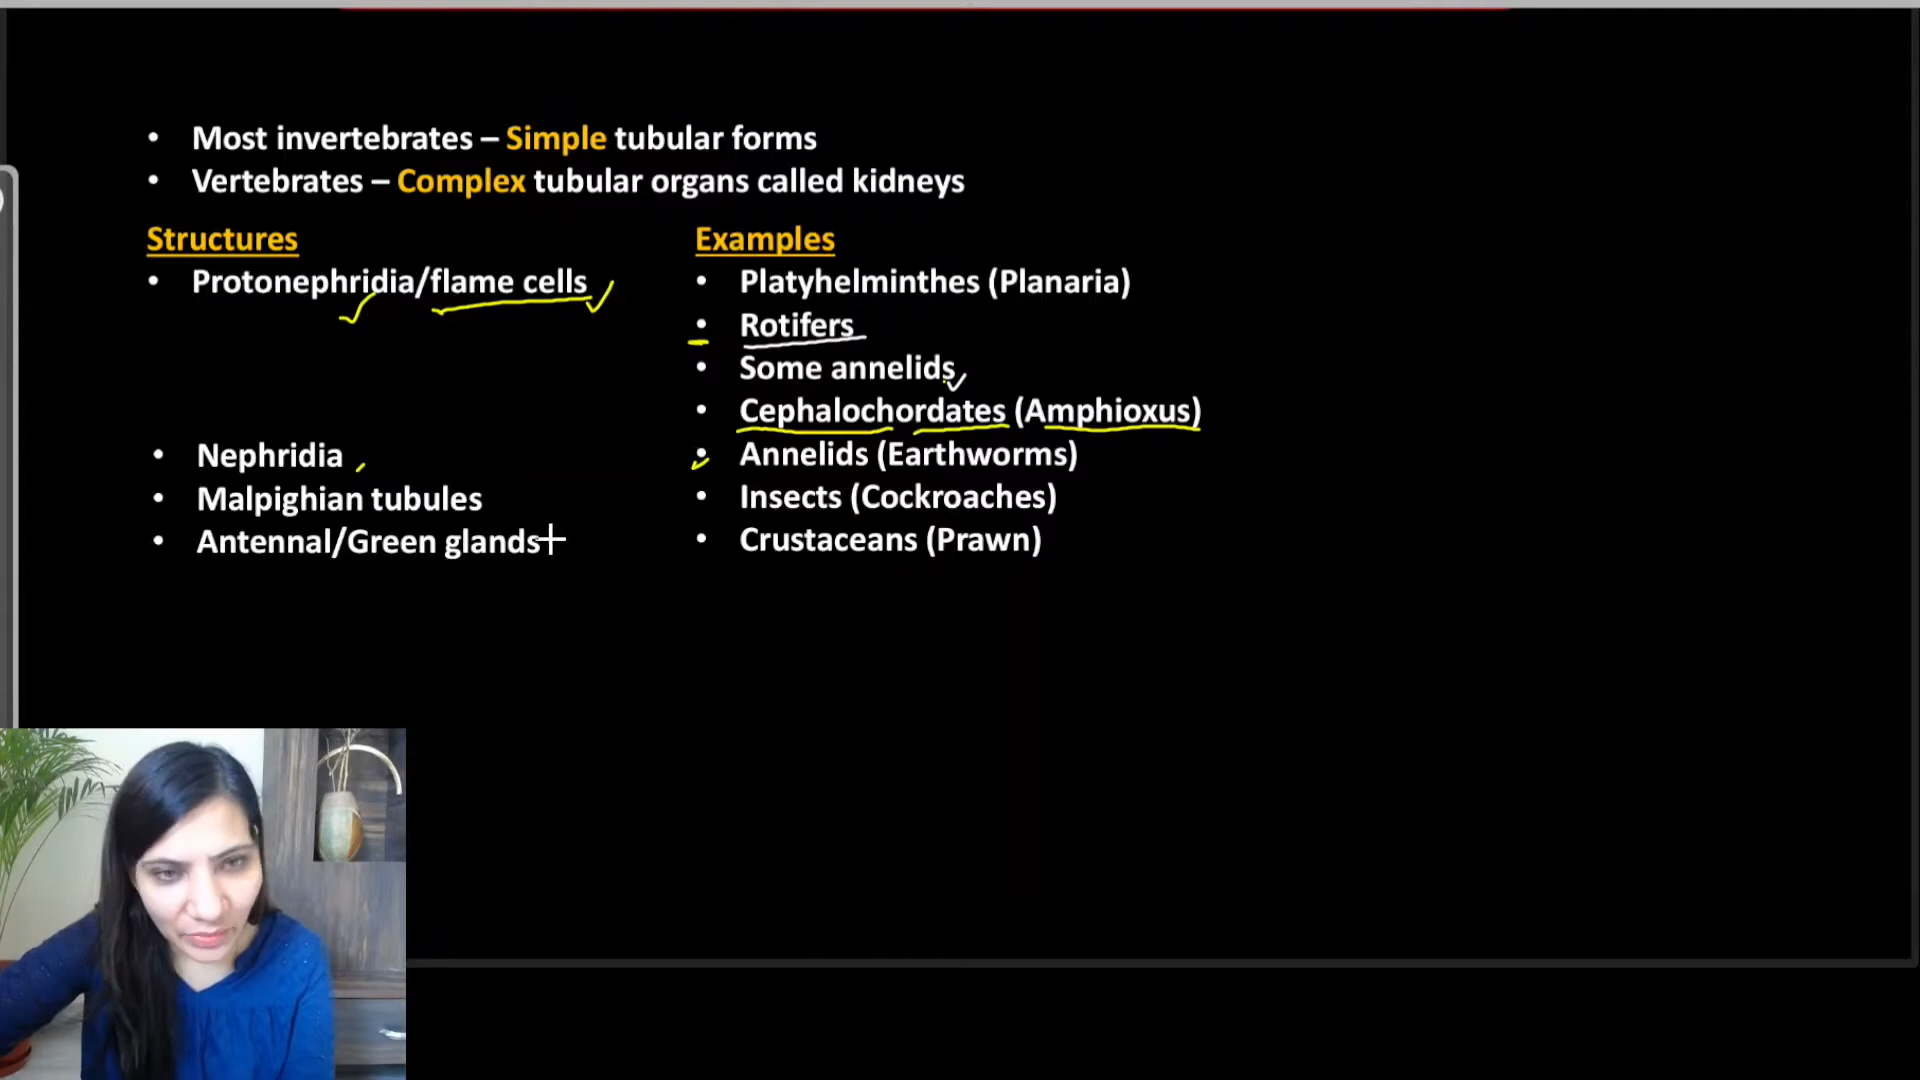 • Most invertebrates – Simple tubular forms
• Vertebrates – Complex tubular organs called kidneys
Structures
• Protonephridia/flame cells
• Nephridia
• Malpighian tubules
• Antennal/Green glands
Examples
• Platyhelminthes (Planaria)
• Rotifers
• Some annelids
• Cephalochordates (Amphioxus)
• Annelids (Earthworms)
• Insects (Cockroaches)
• Crustaceans (Prawn)